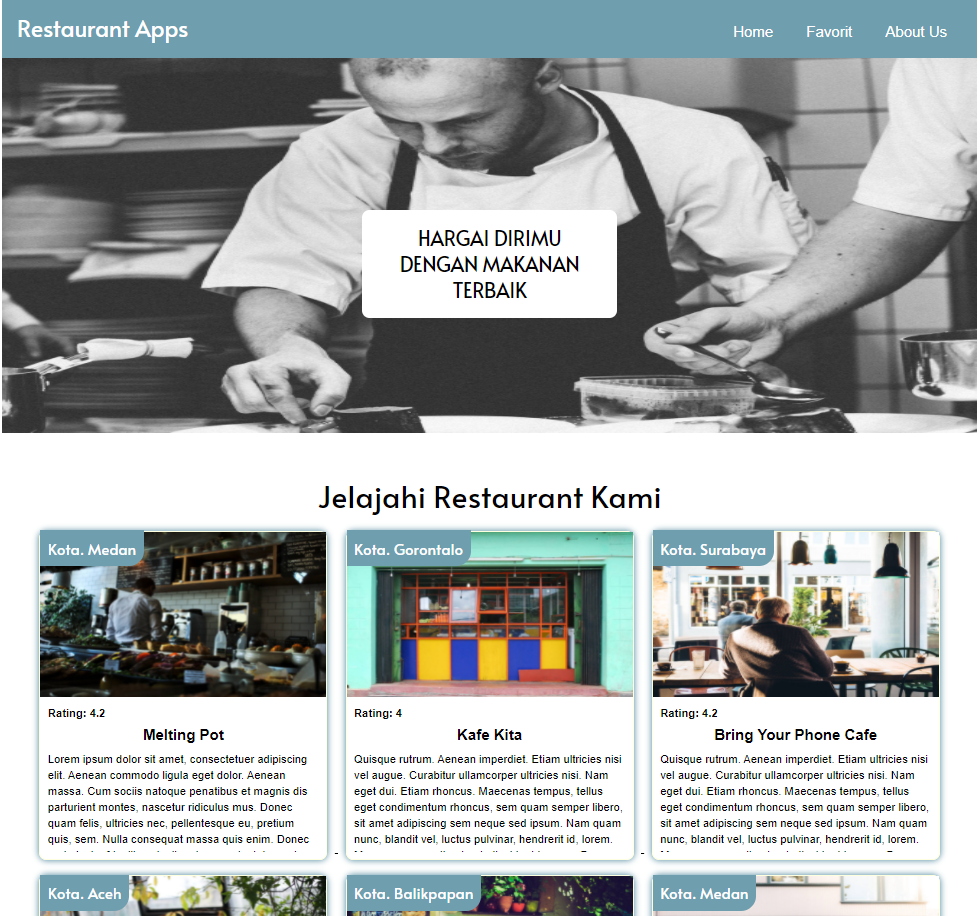 Restaurant Apps
Home Favorit About Us
HARGAI DIRIMU
DENGAN MAKANAN
TERBAIK
Jelajahi Restaurant Kami
Kota. Medan
Rating: 4.2
Melting Pot
Lorem ipsum dolor sit amet, consectetuer adipiscing
elit. Aenean commodo ligula eget dolor. Aenean
massa. Cum sociis natoque penatibus et magnis dis
parturient montes, nascetur ridiculus mus. Donec
quam felis, ultricies nec, pellentesque eu, pretium
quis, sem. Nulla consequat massa quis enim. Donec
Kota. Gorontalo
Rating: 4
Kafe Kita
Quisque rutrum. Aenean imperdiet. Etiam ultricies nisi
vel augue. Curabitur ullamcorper ultricies nisi. Nam
eget dui. Etiam rhoncus. Maecenas tempus, tellus
eget condimentum rhoncus, sem quam semper libero,
sit amet adipiscing sem neque sed ipsum. Nam quam
nunc, blandit vel, luctus pulvinar, hendrerit id, lorem.
Kota. Surabaya
Rating: 4.2
Bring Your Phone Cafe
Quisque rutrum. Aenean imperdiet. Etiam ultricies nisi
vel augue. Curabitur ullamcorper ultricies nisi. Nam
eget dui. Etiam rhoncus. Maecenas tempus, tellus
eget condimentum rhoncus, sem quam semper libero,
sit amet adipiscing sem neque sed ipsum. Nam quam
nunc, blandit vel, luctus pulvinar, hendrerit id, lorem.
Kota. Aceh
Kota. Balikpapan
Kota. Medan